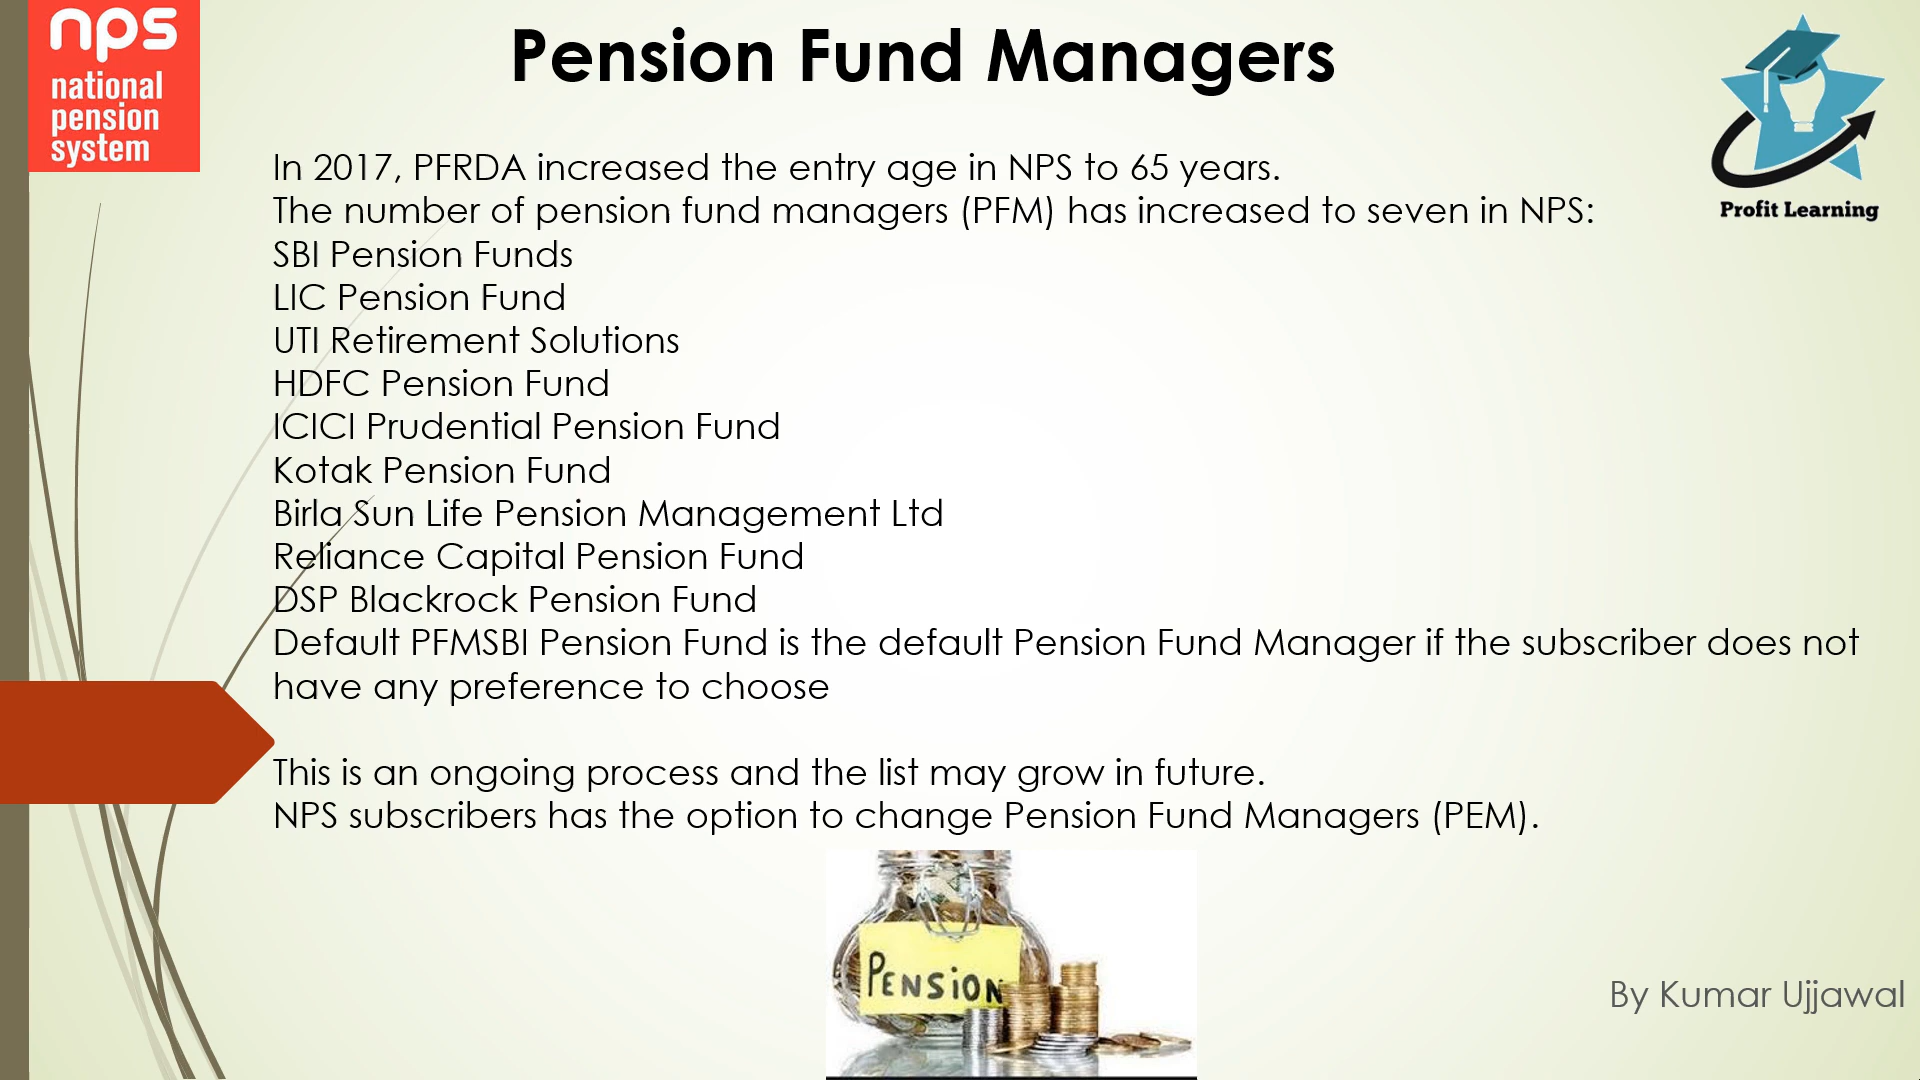 nps
national
pension
system
Pension Fund Managers
Profit Learning
In 2017, PFRDA increased the entry age in NPS to 65 years.
The number of pension fund managers (PFM) has increased to seven in NPS:
SBI Pension Funds
LIC Pension Fund
UTI Retirement Solutions
HDFC Pension Fund
ICICI Prudential Pension Fund
Kotak Pension Fund
Birla Sun Life Pension Management Ltd
Reliance Capital Pension Fund
DSP Blackrock Pension Fund
Default PFMSBI Pension Fund is the default Pension Fund Manager if the subscriber does not
have any preference to choose
This is an ongoing process and the list may grow in future.
NPS subscribers has the option to change Pension Fund Managers (PEM).
PENSION
By Kumar Ujjawal